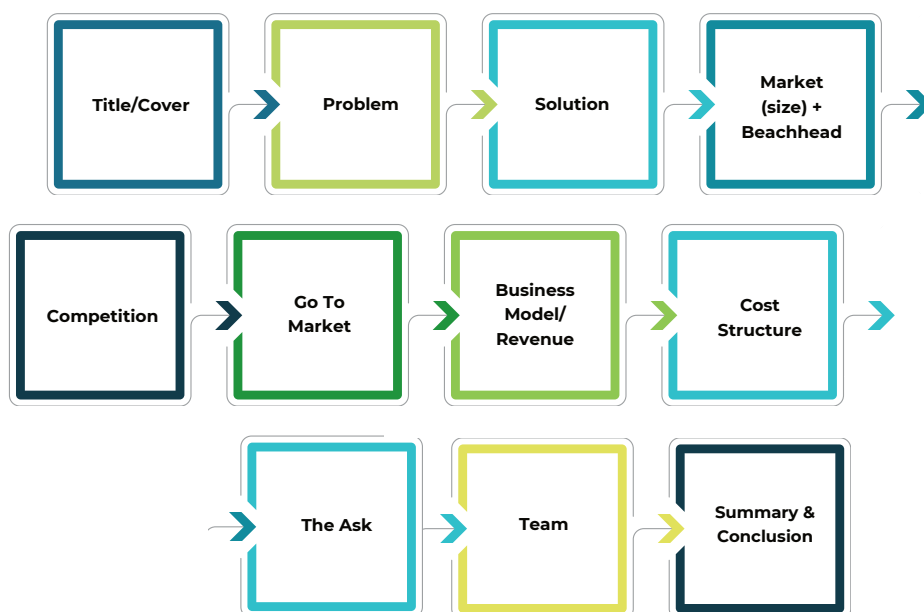 Title/Cover
Problem
Solution
Market
(size) +
Beachhead
Competition
Go To
Market
Business
Model/
Revenue
Cost
Structure
The Ask
Team
Summary &
Conclusion